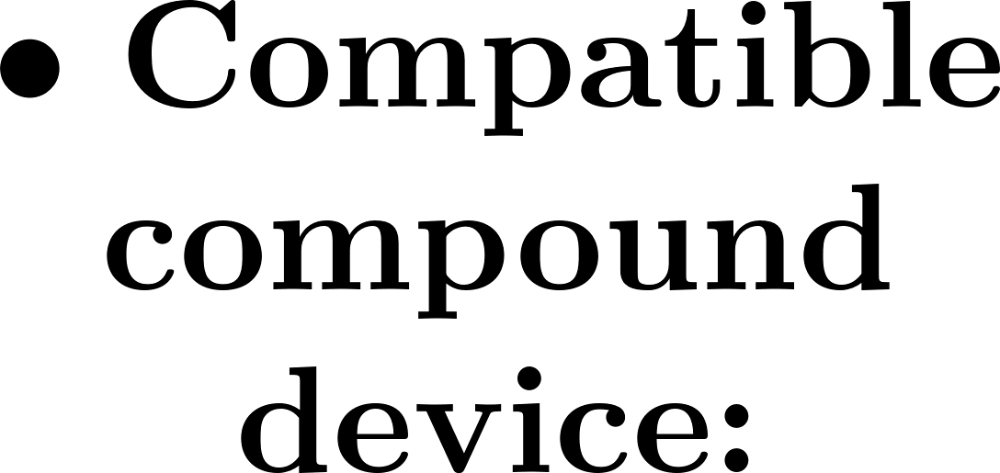 • Compatible
compound
device: